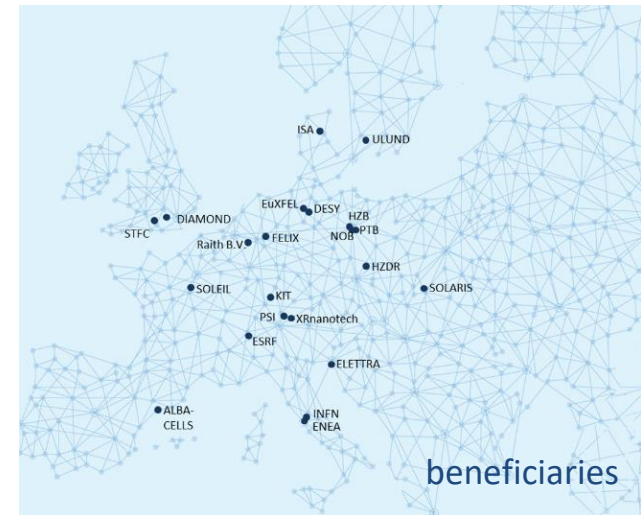 ISA
ULUND
EuXFEL
DESY
HZB
DIAMOND
NOB
PTB
STFC
FELIX
Raith B.V.
HZDR
SOLEIL
KIT
SOLARIS
PSI
XRnanotech
ESRF
ELETTRA
ALBA-
CELLS
INFN
ENEA
beneficiaries